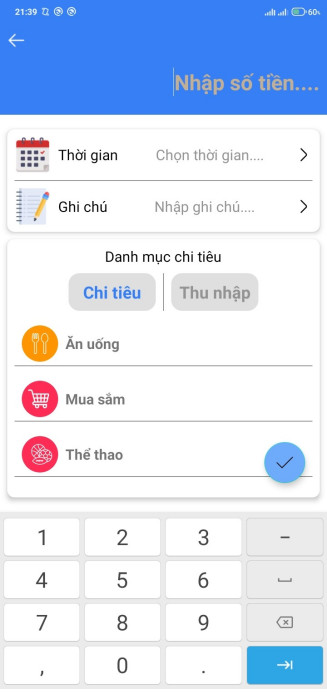 21:39 60%
Nhập số tiền....
Thời gian Chọn thời gian....
Ghi chú Nhập ghi chú....
Danh mục chi tiêu
Chi tiêu Thu nhập
Ăn uống
Mua sắm
Thể thao
1 2 3 -
4 5 6
7 8 9
, 0 .